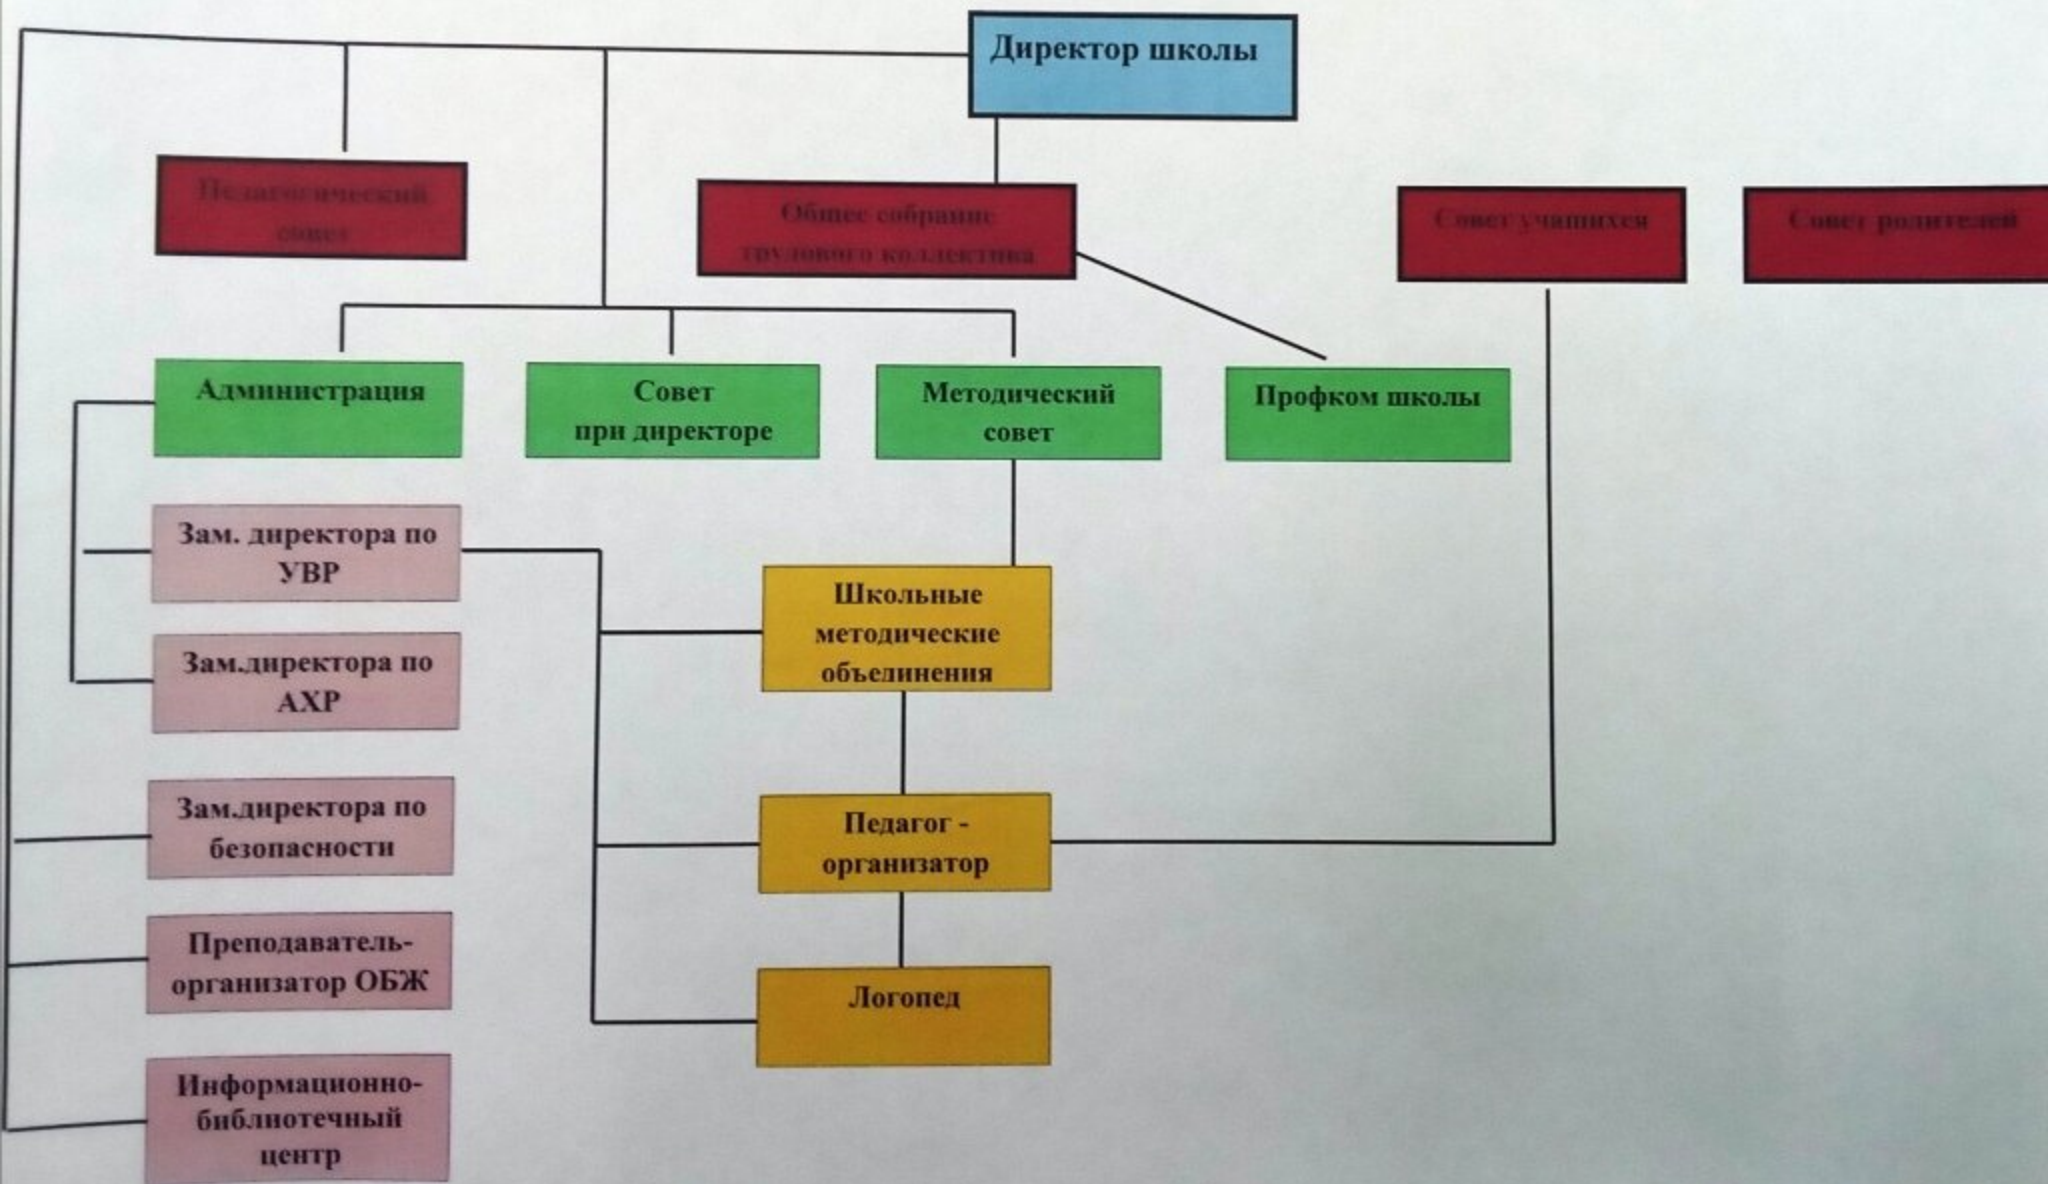 Директор школы
Педагогический
совет
Общее собрание
трудового коллектива
Совет учащихся
Совет родителей
Администрация
Совет
при директоре
Методический
совет
Профком школы
Зам. директора по
УВР
Зам.директора по
АХР
Зам.директора по
безопасности
Преподаватель-
организатор ОБЖ
Информационно-
библиотечный
центр
Школьные
методические
объединения
Педагог -
организатор
Логопед